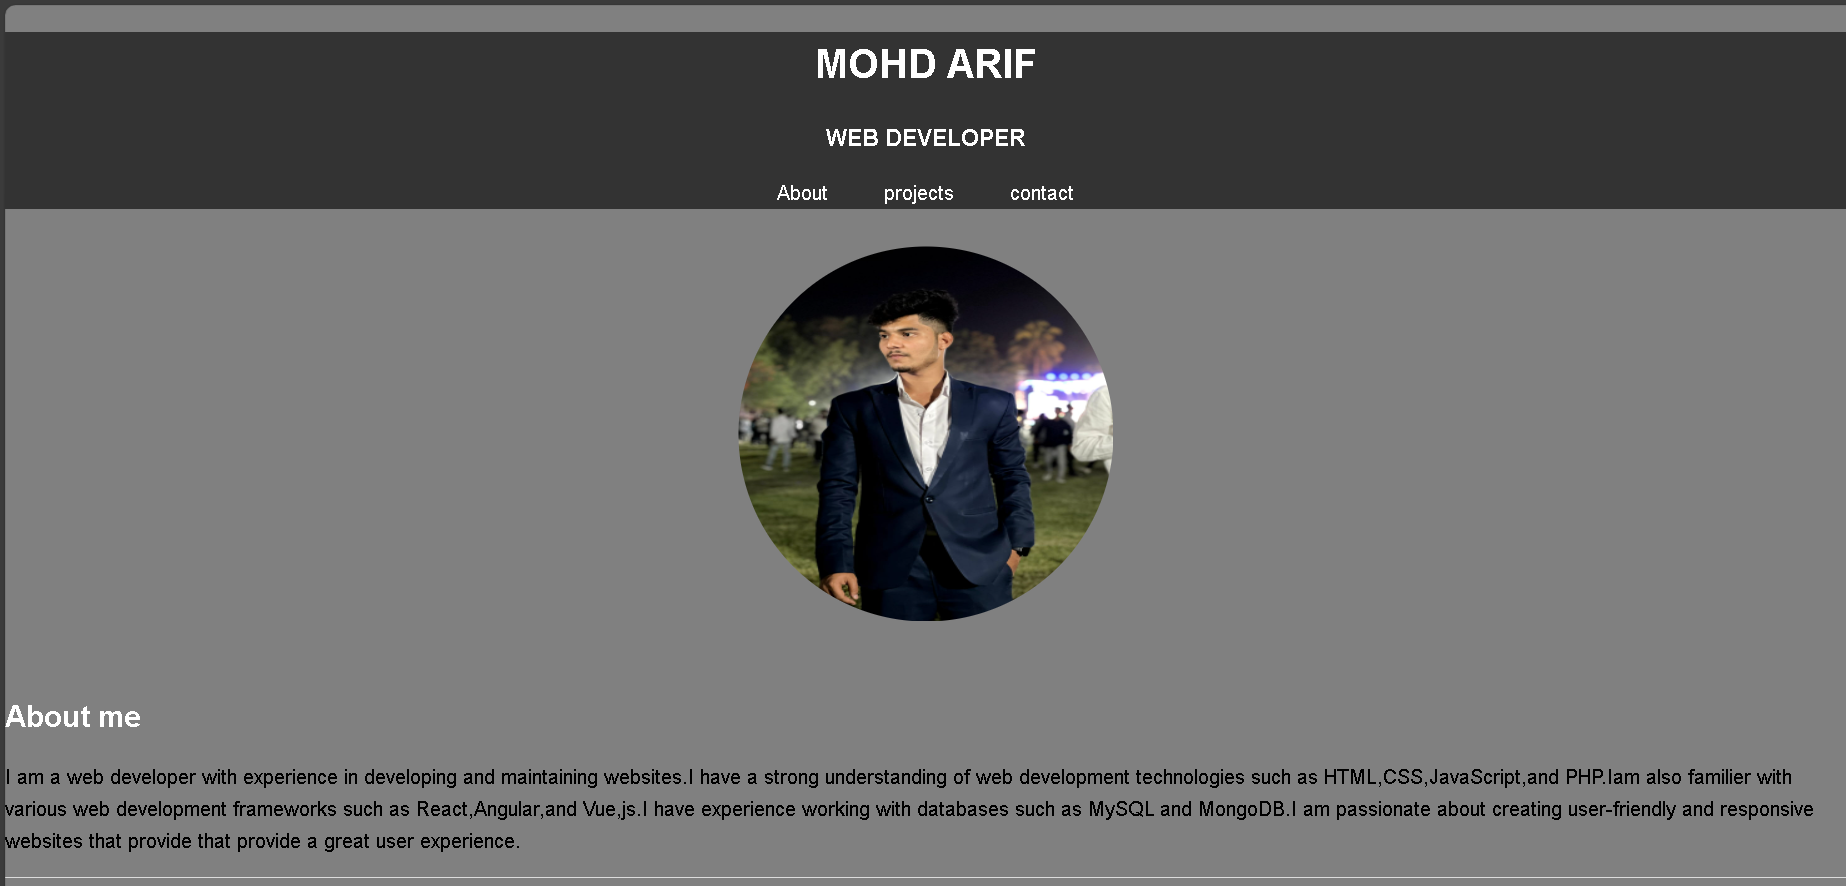 MOHD ARIF
WEB DEVELOPER
About projects contact
About me
I am a web developer with experience in developing and maintaining websites.I have a strong understanding of web development technologies such as HTML,CSS,JavaScript,and PHP.Iam also familier with
various web development frameworks such as React,Angular,and Vue,js.I have experience working with databases such as MySQL and MongoDB.I am passionate about creating user-friendly and responsive
websites that provide that provide a great user experience.